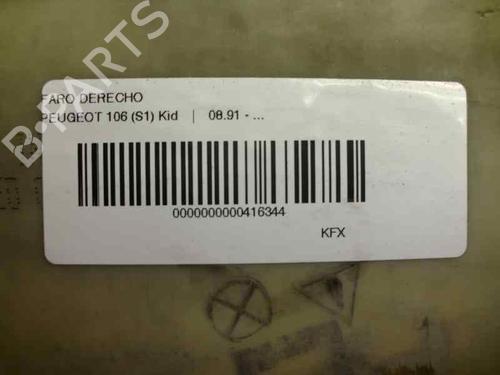 FARO DERECHO
PEUGEOT 106 (S1) Kid | 08.91 - ...
0000000000416344
KFX
B-PARTS